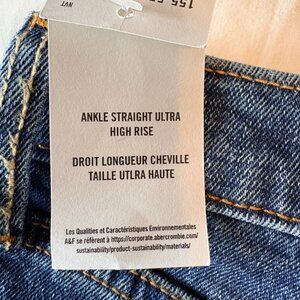 NVT
ANKLE STRAIGHT ULTRA
HIGH RISE
DROIT LONGUEUR CHEVILLE
TAILLE UTLRA HAUTE
Les Qualities et Caractéristiques Environnementales
A&F se réfèrent à https://corporate.abercrombie.com/
sustainability/product-sustainability/materials/